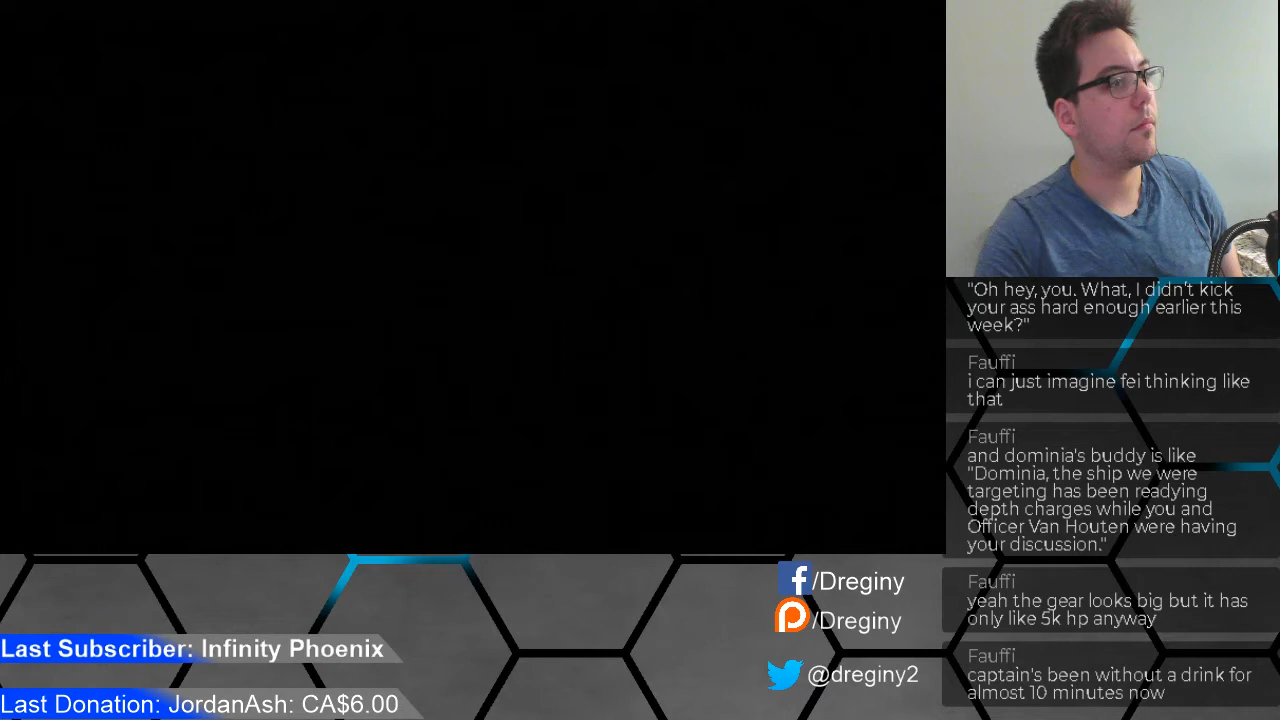 "Oh hey, you. What, I didn't kick
your ass hard enough earlier this
week?"
Fauffi
i can just imagine fei thinking like
that
Fauffi
and dominia's buddy is like
"Dominia, the ship we were
targeting has been readying
depth charges while you and
Officer Van Houten were having
your discussion."
Fauffi
yeah the gear looks big but it has
only like 5k hp anyway
Fauffi
captain's been without a drink for
almost 10 minutes now
/Dreginy
/Dreginy
@dreginy2
Last Subscriber: Infinity Phoenix
Last Donation: JordanAsh: CA$6.00